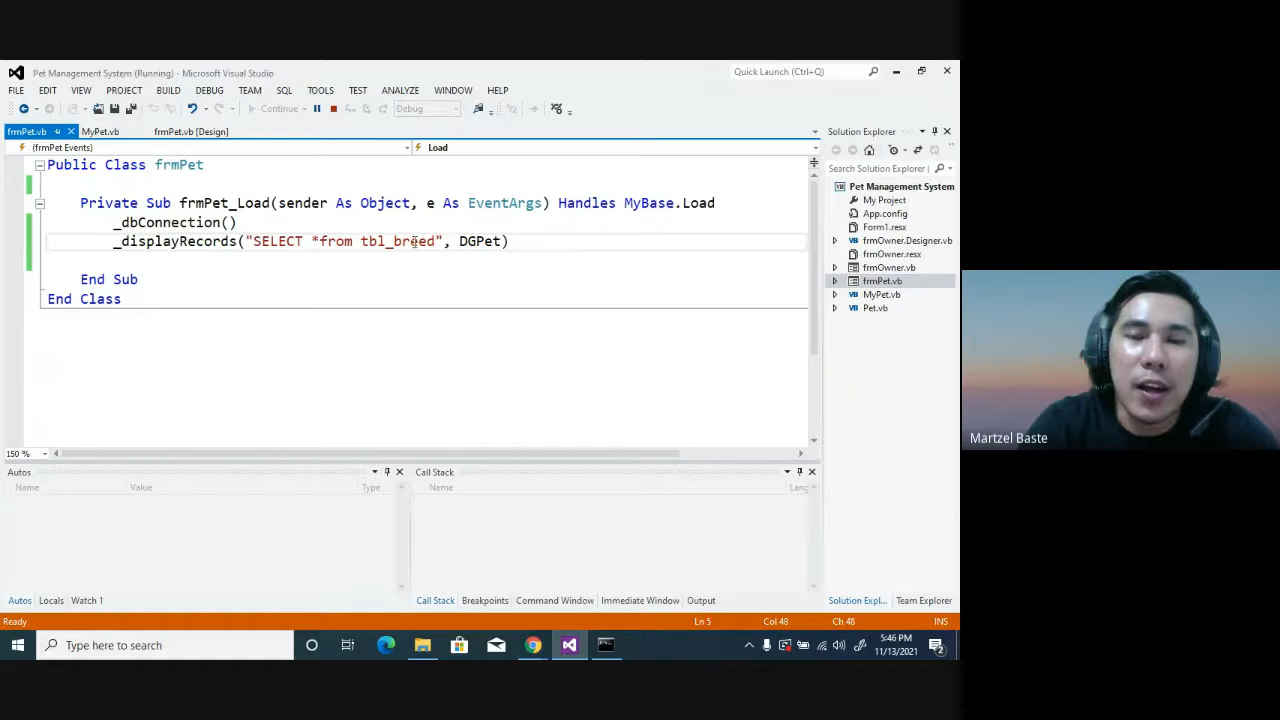 Pet Management System (Running) - Microsoft Visual Studio
Quick Launch (Ctrl+Q)
FILE EDIT VIEW PROJECT BUILD DEBUG TEAM SQL TOOLS TEST ANALYZE WINDOW HELP
Continue Debug
frmPet.vb MyPet.vb frmPet.vb [Design]
(frmPet Events) Load
Public Class frmPet
Private Sub frmPet_Load(sender As Object, e As EventArgs) Handles MyBase.Load
_dbConnection()
_displayRecords("SELECT *from tbl_breed", DGPet)
End Sub
End Class
150 %
Solution Explorer
Search Solution Explorer
Pet Management System
My Project
App.config
Form1.resx
frmOwner.Designer.vb
frmOwner.resx
frmOwner.vb
frmPet.vb
MyPet.vb
Pet.vb
Autos
Name Value Type
Call Stack
Name Lang
Autos Locals Watch 1
Call Stack Breakpoints Command Window Immediate Window Output
Solution Expl... Team Explorer
Ready Ln 5 Col 48 Ch 48 INS
Type here to search
5:46 PM
11/13/2021
2
Martzel Baste